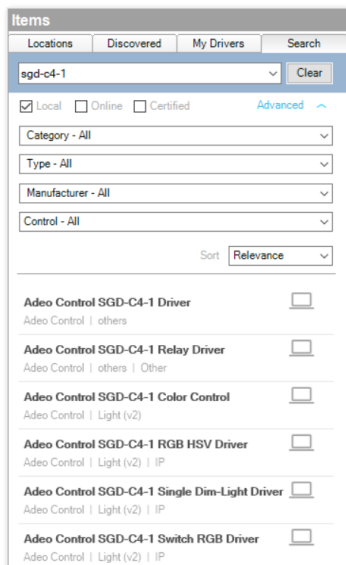 Items
Locations Discovered My Drivers Search
sgd-c4-1 Clear
Local Online Certified Advanced
Category - All
Type - All
Manufacturer - All
Control - All
Sort Relevance
Adeo Control SGD-C4-1 Driver
Adeo Control | others
Adeo Control SGD-C4-1 Relay Driver
Adeo Control | others | Other
Adeo Control SGD-C4-1 Color Control
Adeo Control | Light (v2)
Adeo Control SGD-C4-1 RGB HSV Driver
Adeo Control | Light (v2) | IP
Adeo Control SGD-C4-1 Single Dim-Light Driver
Adeo Control | Light (v2) | IP
Adeo Control SGD-C4-1 Switch RGB Driver
Adeo Control | Light (v2) | IP